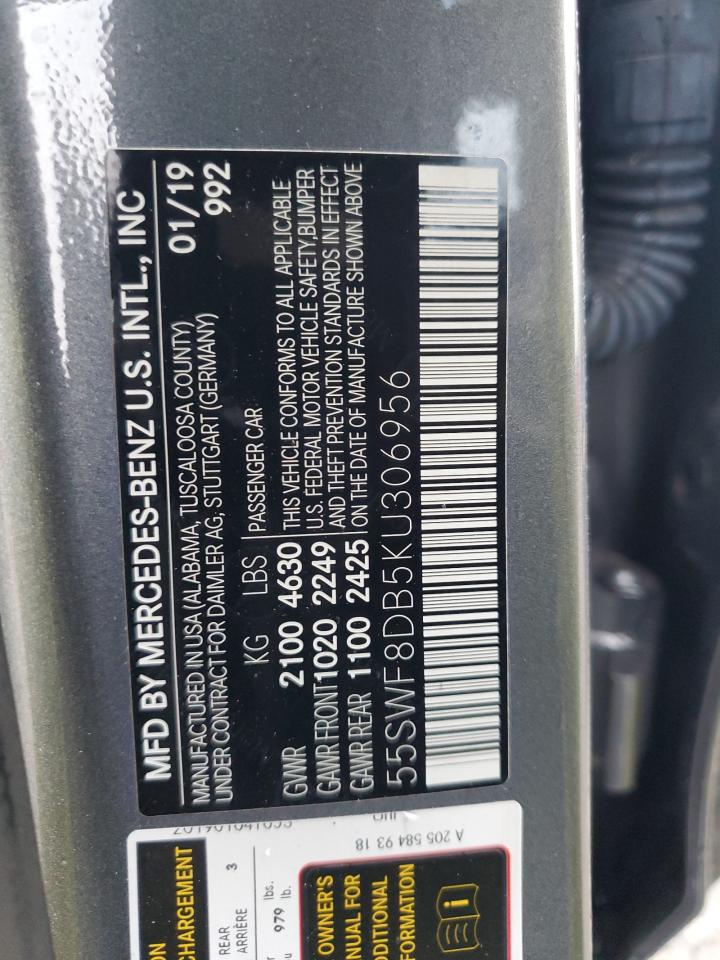 MFD BY MERCEDES-BENZ U.S. INTL., INC
MANUFACTURED IN USA (ALABAMA, TUSCALOOSA COUNTY) 01/19
UNDER CONTRACT FOR DAIMLER AG, STUTTGART (GERMANY) 992
KG LBS PASSENGER CAR
GVWR 2100 4630 THIS VEHICLE CONFORMS TO ALL APPLICABLE
GAWR FRONT 1020 2249 U.S. FEDERAL MOTOR VEHICLE SAFETY,BUMPER
GAWR REAR 1100 2425 AND THEFT PREVENTION STANDARDS IN EFFECT
ON THE DATE OF MANUFACTURE SHOWN ABOVE
55SWF8DB5KU306956
A 205 584 93 18
CHARGEMENT
REAR 3
ARRIÈRE
lbs.
979 lb.
OWNER'S
FOR